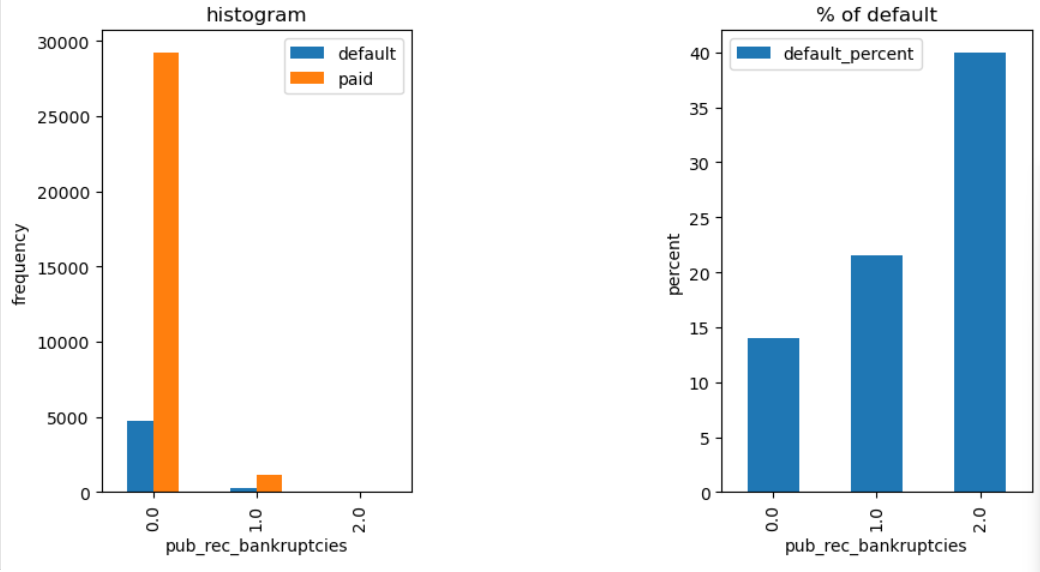 histogram
default
paid
30000
25000
20000
15000
10000
5000
0
frequency
0.0
1.0
2.0
pub_rec_bankruptcies
% of default
default_percent
40
35
30
25
20
15
10
5
0
percent
0.0
1.0
2.0
pub_rec_bankruptcies